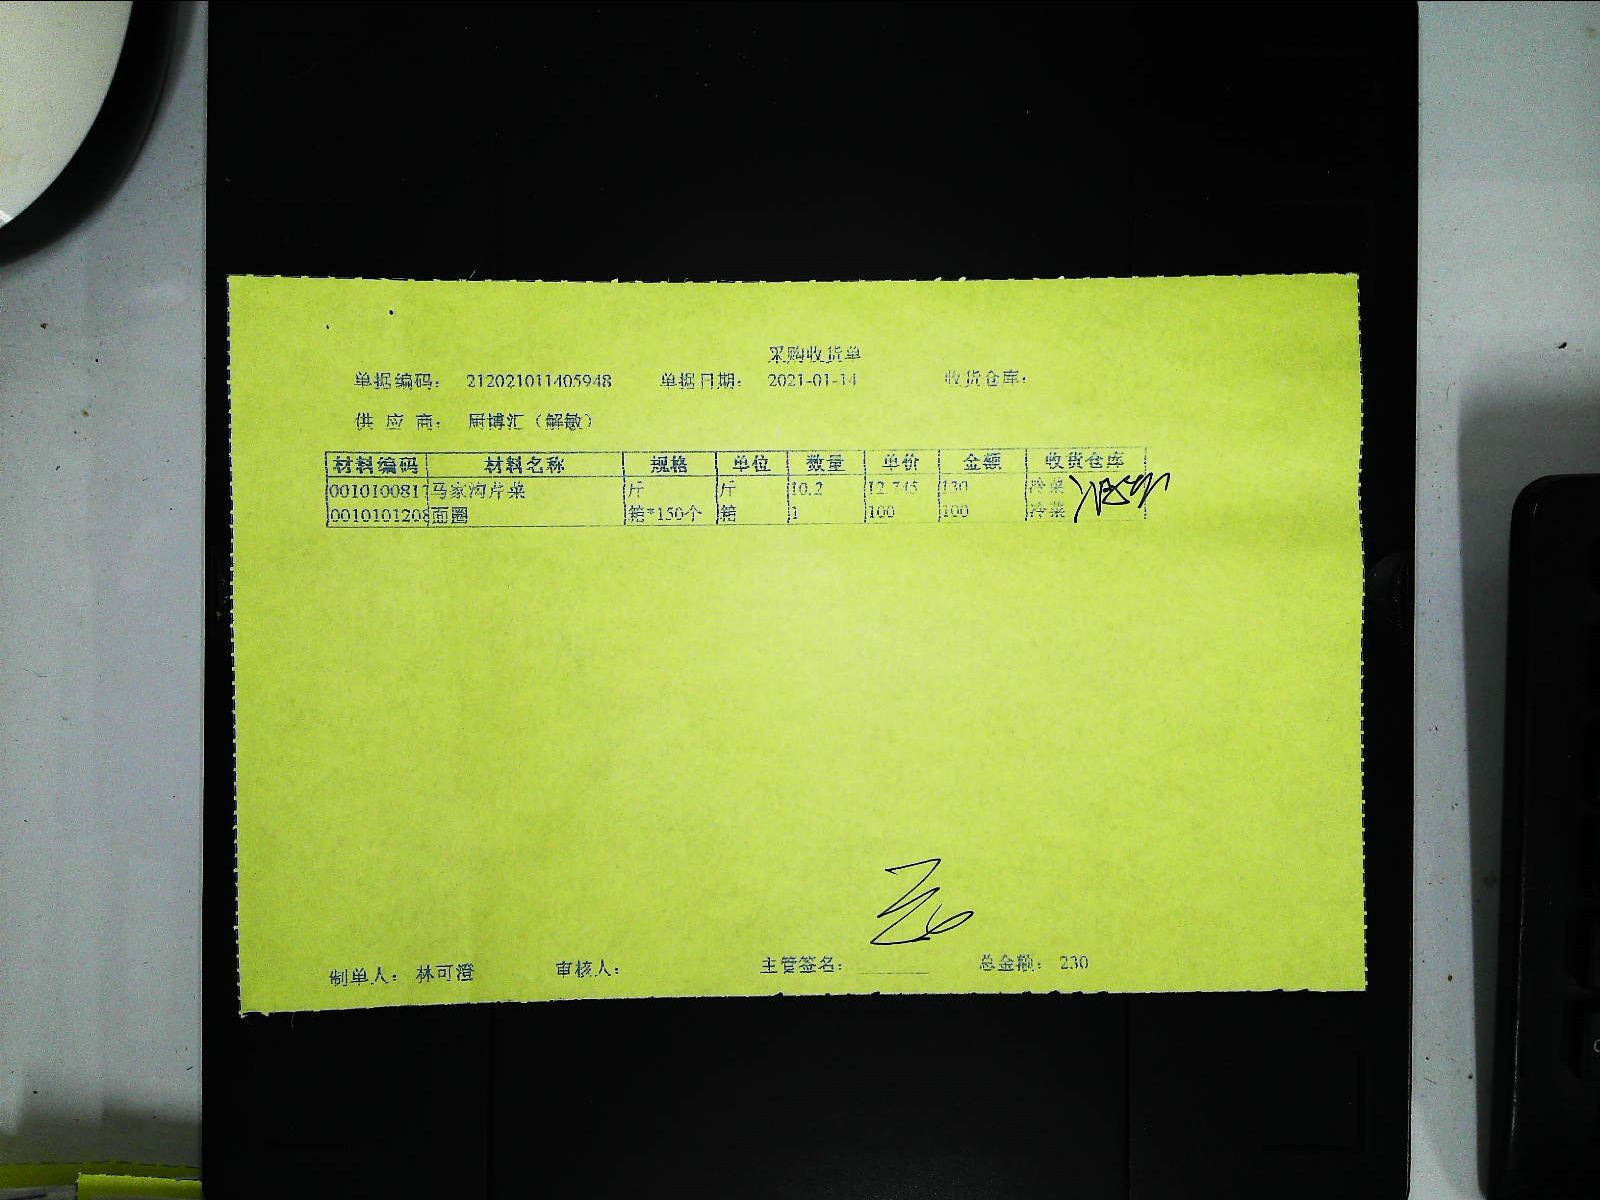 采购收货单
单据编码： 212021011405948 单据日期： 2021-01-14 收货仓库：
供 应 商： 厨博汇（解敏）
材料编码 材料名称 规格 单位 数量 单价 金额 收货仓库
0010100817 马家沟芹菜 斤 斤 10.2 12.745 130 冷菜
0010101208 面圈 箱*150个 箱 1 100 100 冷菜
制单人： 林可澄 审核人： 主管签名： 总金额： 230